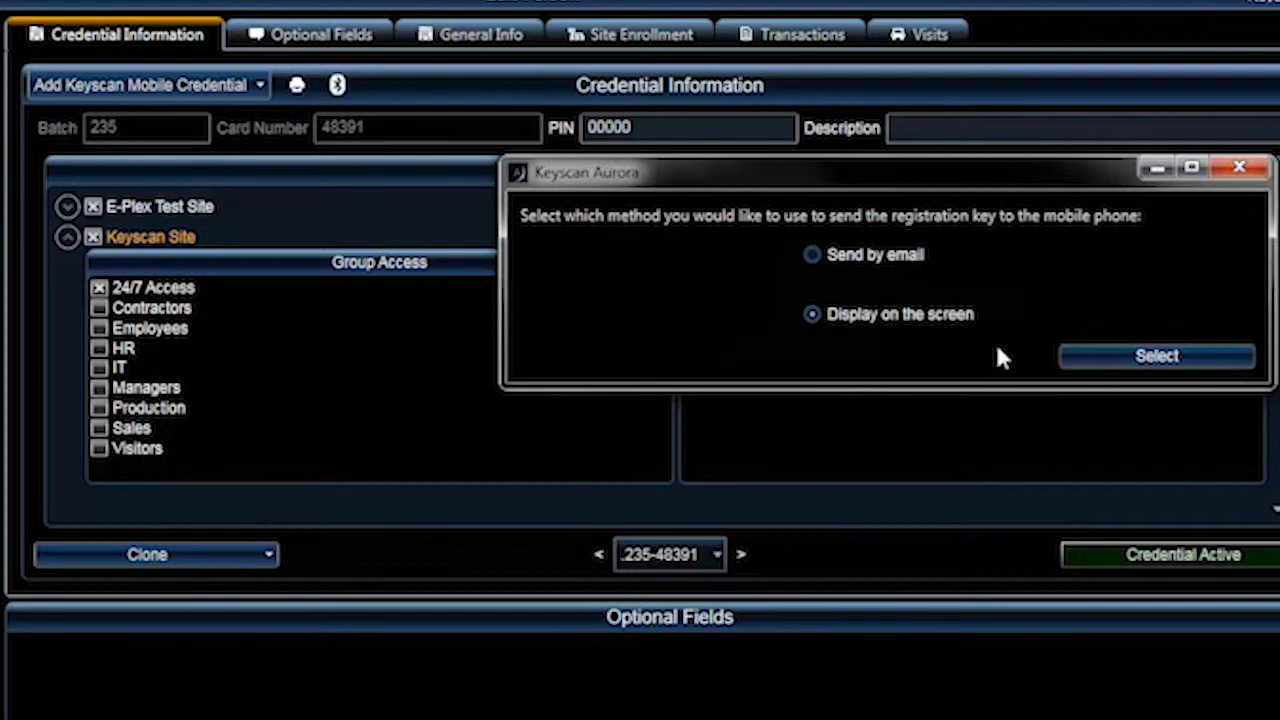 Credential Information Optional Fields General Info Site Enrollment Transactions Visits
Add Keyscan Mobile Credential Credential Information
Batch 235 Card Number 48391 PIN 00000 Description
Keyscan Aurora
Select which method you would like to use to send the registration key to the mobile phone:
Send by email
Display on the screen
Select
E-Plex Test Site
Keyscan Site
Group Access
24/7 Access
Contractors
Employees
HR
IT
Managers
Production
Sales
Visitors
Clone < .235-48391 > Credential Active
Optional Fields